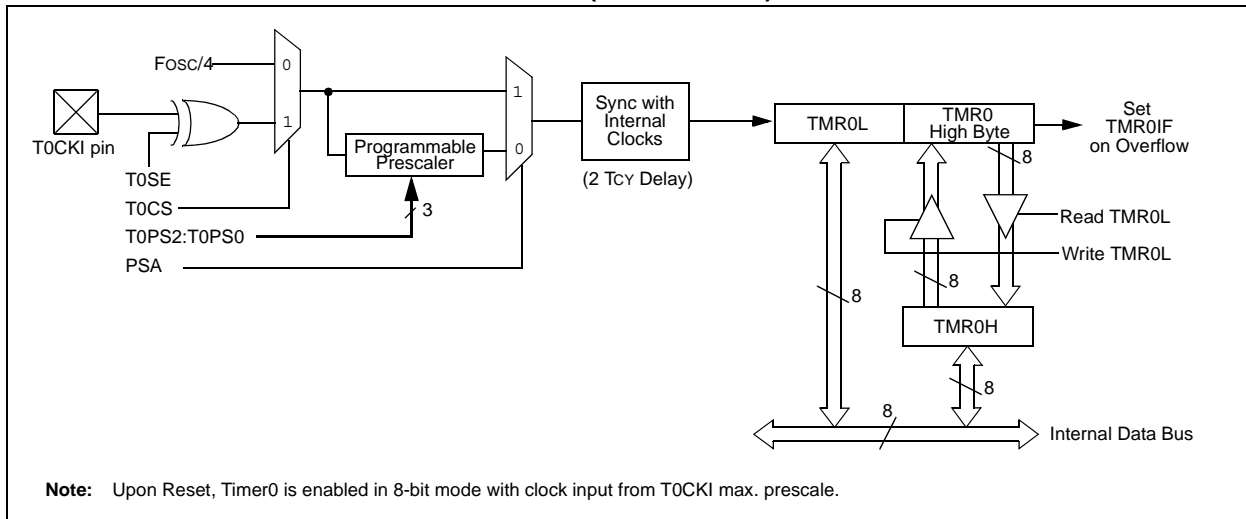 FOSC/4
0
1
T0CKI pin
T0SE
T0CS
T0PS2:T0PS0
PSA
Programmable
Prescaler
3
1
0
Sync with
Internal
Clocks
(2 TCY Delay)
TMR0L
TMR0
High Byte
Set
TMR0IF
on Overflow
8
Read TMR0L
Write TMR0L
8
8
TMR0H
8
8
Internal Data Bus
Note: Upon Reset, Timer0 is enabled in 8-bit mode with clock input from T0CKI max. prescale.